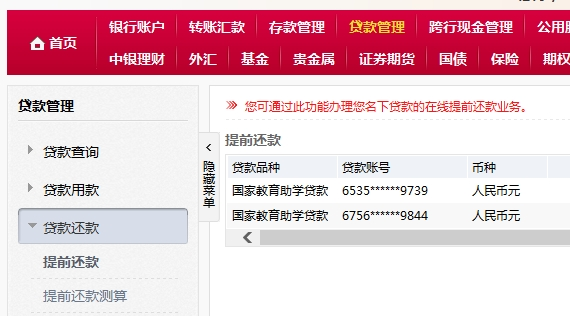 首页
银行账户 转账汇款 存款管理 贷款管理 跨行现金管理
中银理财 外汇 基金 贵金属 证券期货 国债 保险 期权
贷款管理
贷款查询
贷款用款
贷款还款
提前还款
提前还款测算
隐藏菜单
您可通过此功能办理您名下贷款的在线提前还款业务。
提前还款
贷款品种 贷款账号 币种
国家教育助学贷款 6535******9739 人民币元
国家教育助学贷款 6756******9844 人民币元